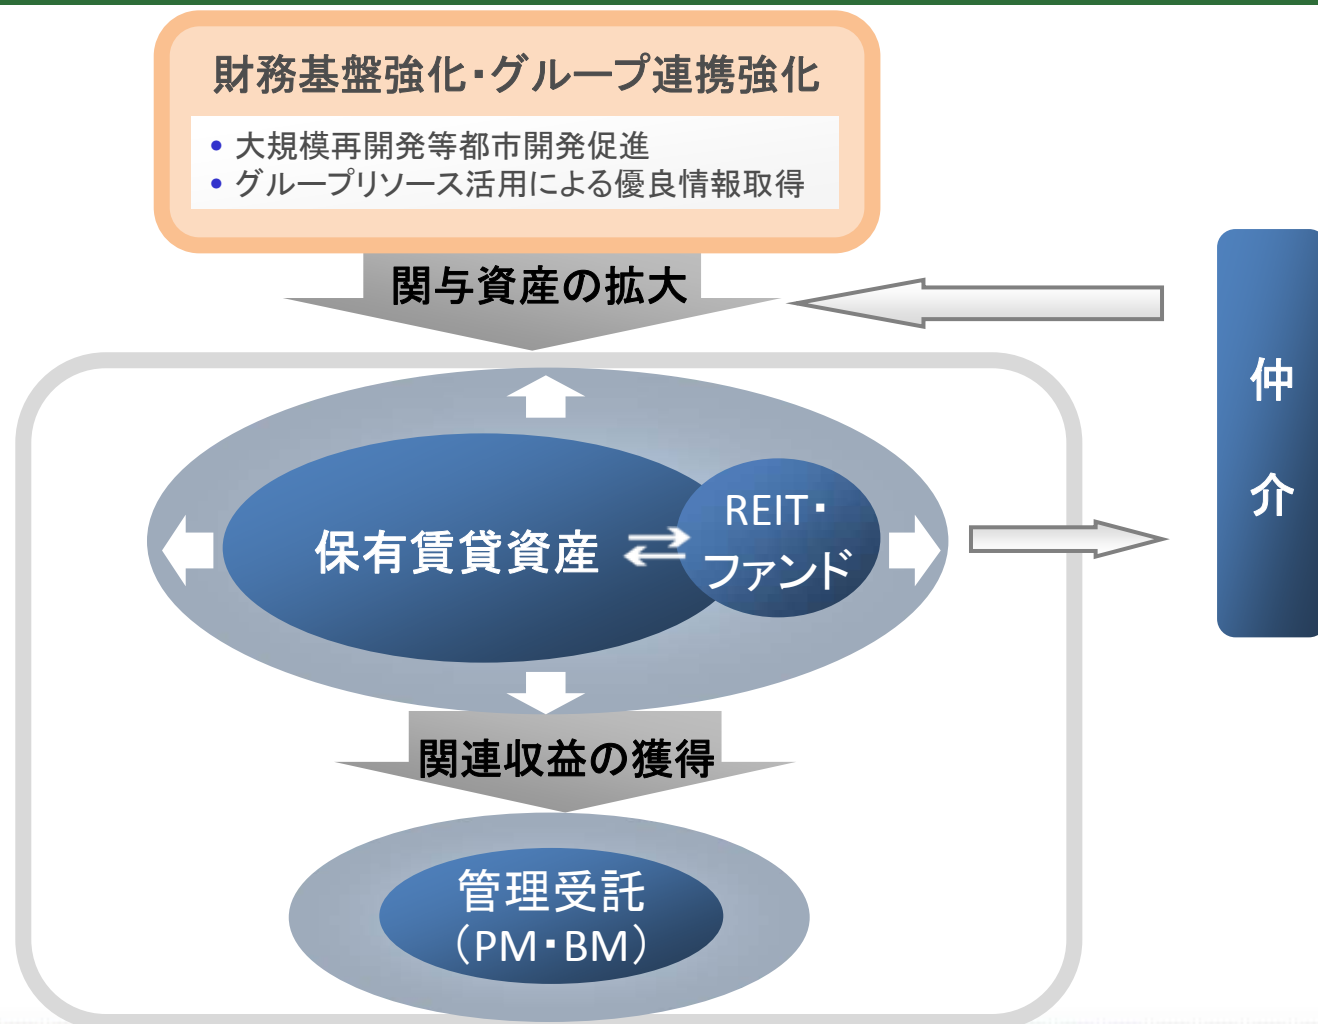 財務基盤強化・グループ連携強化
• 大規模再開発等都市開発促進
• グループリソース活用による優良情報取得
関与資産の拡大
仲介
保有賃貸資産
REIT・
ファンド
関連収益の獲得
管理受託
（PM・BM）